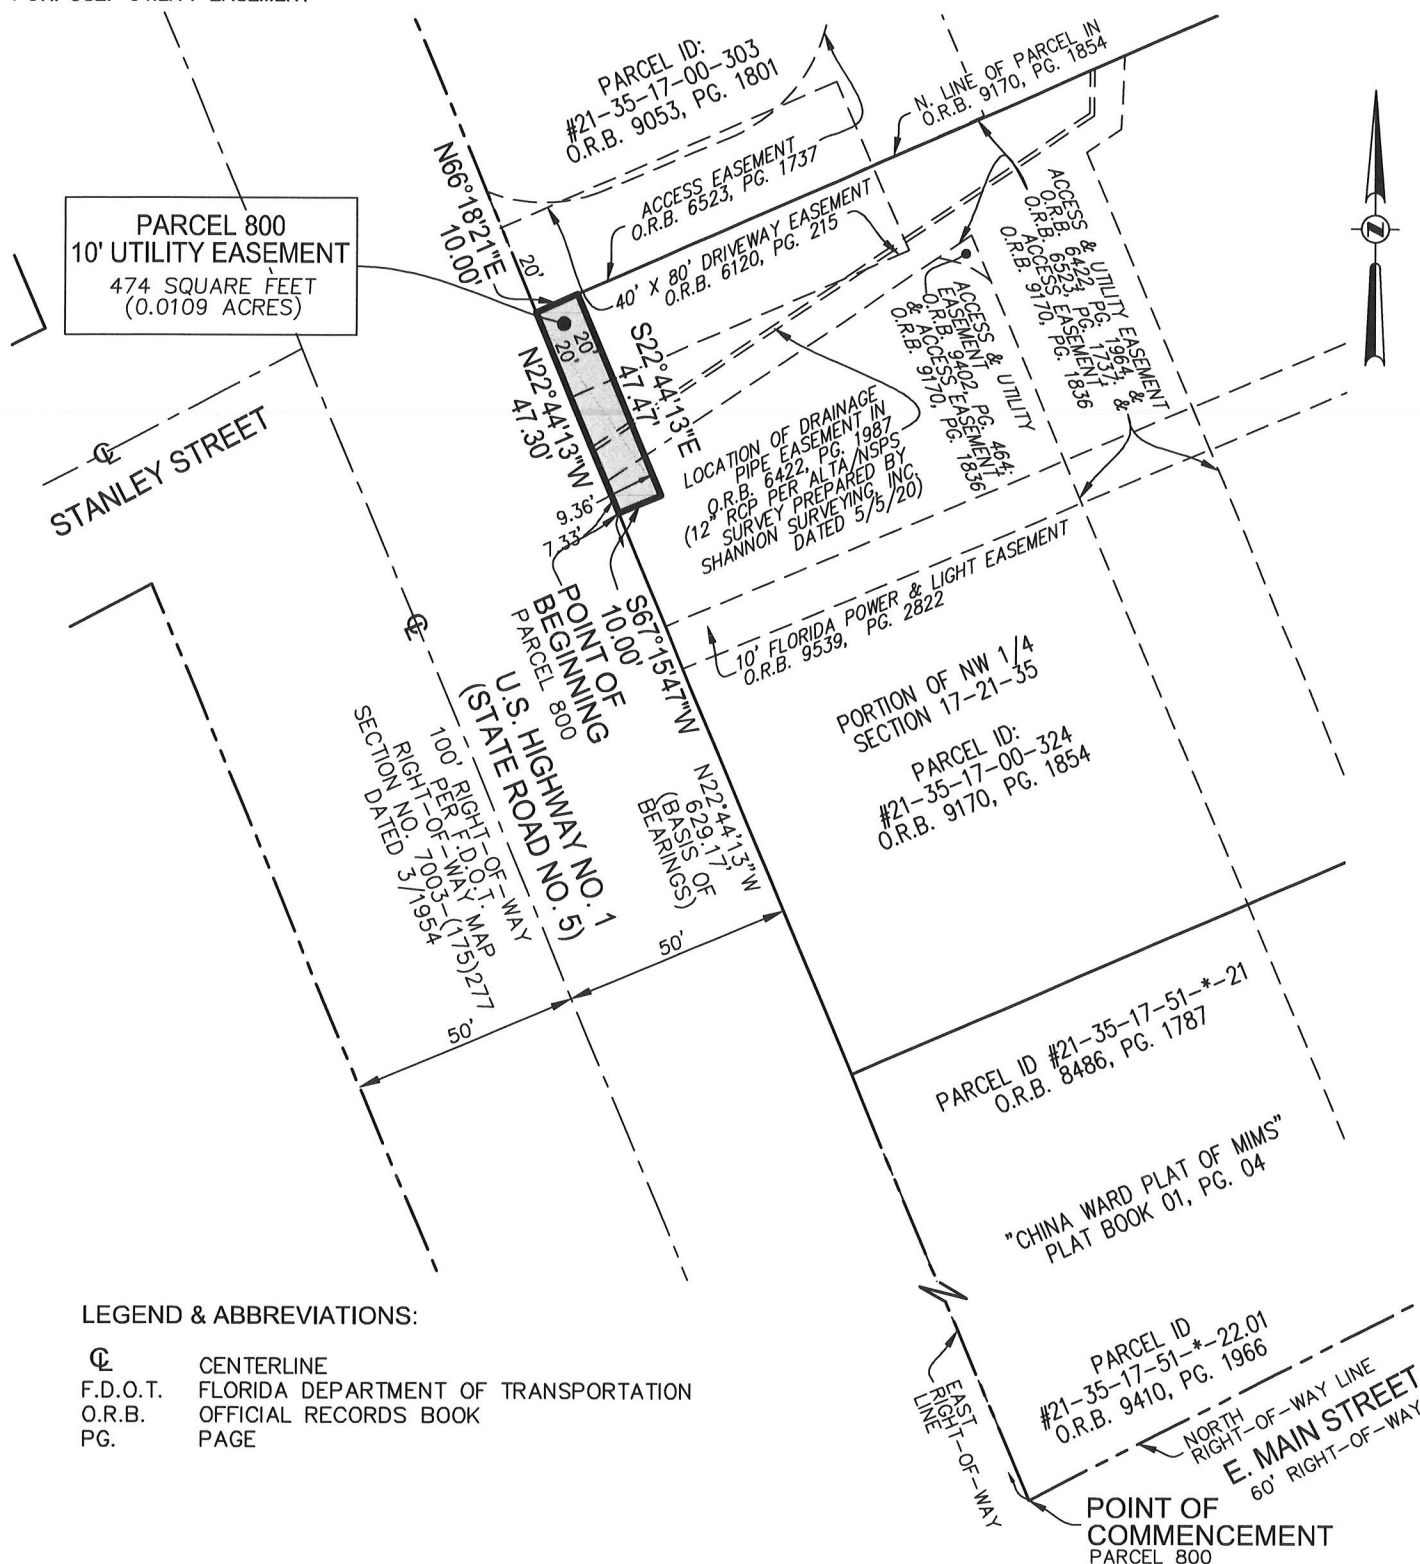 PARCEL ID:
#21-35-17-00-303
O.R.B. 9053, PG. 1801
N. LINE OF PARCEL IN
O.R.B. 9170, PG. 1854
N66°18'21"E
10.00'
20'
ACCESS EASEMENT
O.R.B. 6523, PG. 1737
40' X 80' DRIVEWAY EASEMENT
O.R.B. 6120, PG. 215
PARCEL 800
10' UTILITY EASEMENT
474 SQUARE FEET
(0.0109 ACRES)
Z
ACCESS & UTILITY EASEMENT
O.R.B. 6422, PG. 1964, &
O.R.B. 6523, PG. 1737; &
ACCESS EASEMENT
O.R.B. 9170, PG. 1836
ACCESS & UTILITY
EASEMENT
O.R.B. 9402, PG. 464;
& ACCESS EASEMENT
O.R.B. 9170, PG. 1836
20'
20'
S22°44'13"E
47.47'
N22°44'13"W
47.30'
LOCATION OF DRAINAGE
PIPE EASEMENT IN
O.R.B. 6422, PG. 1987
(12" RCP PER ALTA/NSPS
SURVEY PREPARED BY
SHANNON SURVEYING, INC.
DATED 5/5/20)
STANLEY STREET
9.36'
7.33'
POINT OF
BEGINNING
PARCEL 800
S67°15'47"W
10.00'
10' FLORIDA POWER & LIGHT EASEMENT
O.R.B. 9539, PG. 2822
PORTION OF NW 1/4
SECTION 17-21-35
PARCEL ID:
#21-35-17-00-324
O.R.B. 9170, PG. 1854
U.S. HIGHWAY NO. 1
(STATE ROAD NO. 5)
100' RIGHT-OF-WAY
PER F.D.O.T.
RIGHT-OF-WAY MAP
SECTION NO. 7003-(175)277
DATED 3/1954
N22°44'13"W
629.17'
(BASIS OF
BEARINGS)
50'
50'
PARCEL ID #21-35-17-51-*-21
O.R.B. 8486, PG. 1787
"CHINA WARD PLAT OF MIMS"
PLAT BOOK 01, PG. 04
PARCEL ID
#21-35-17-51-*-22.01
O.R.B. 9410, PG. 1966
EAST
RIGHT-OF-WAY
LINE
NORTH
RIGHT-OF-WAY LINE
E. MAIN STREET
60' RIGHT-OF-WAY
POINT OF
COMMENCEMENT
PARCEL 800
LEGEND & ABBREVIATIONS:
℄ CENTERLINE
F.D.O.T. FLORIDA DEPARTMENT OF TRANSPORTATION
O.R.B. OFFICIAL RECORDS BOOK
PG. PAGE